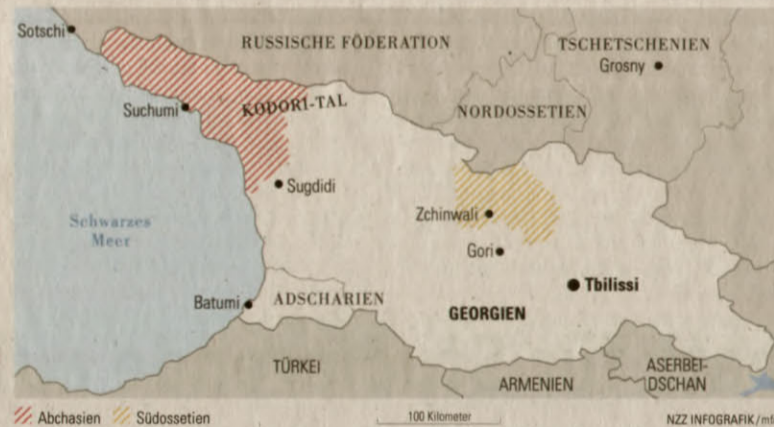 Sotschi
RUSSISCHE FÖDERATION
TSCHETSCHENIEN
Grosny
Suchumi
KODORI-TAL
NORDOSSETIEN
Sugdidi
Schwarzes
Meer
Zchinwali
Gori
Tbilissi
Batumi
ADSCHARIEN
GEORGIEN
TÜRKEI
ARMENIEN
ASERBEI-
DSCHAN
Abchasien
Südossetien
100 Kilometer
NZZ INFOGRAFIK/mf